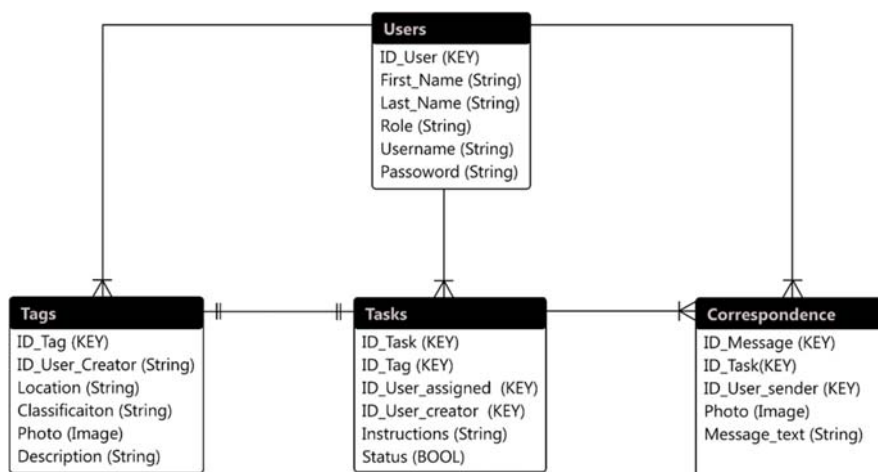 Users
ID_User (KEY)
First_Name (String)
Last_Name (String)
Role (String)
Username (String)
Passoword (String)
Tags
ID_Tag (KEY)
ID_User_Creator (String)
Location (String)
Classificaiton (String)
Photo (Image)
Description (String)
Tasks
ID_Task (KEY)
ID_Tag (KEY)
ID_User_assigned (KEY)
ID_User_creator (KEY)
Instructions (String)
Status (BOOL)
Correspondence
ID_Message (KEY)
ID_Task(KEY)
ID_User_sender (KEY)
Photo (Image)
Message_text (String)